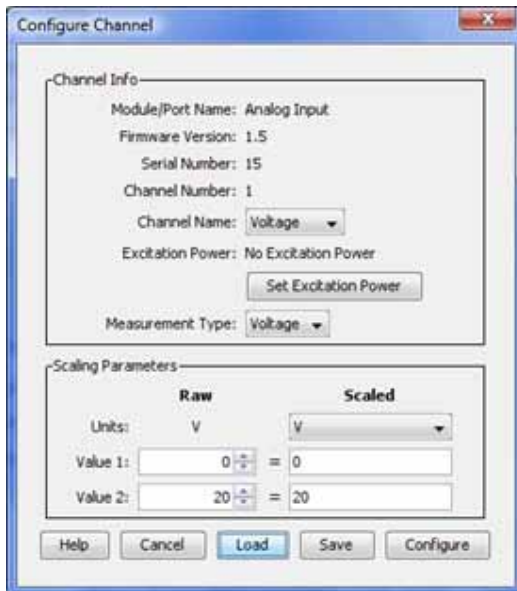 Configure Channel
Channel Info
Module/Port Name: Analog Input
Firmware Version: 1.5
Serial Number: 15
Channel Number: 1
Channel Name: Voltage
Excitation Power: No Excitation Power
Set Excitation Power
Measurement Type: Voltage
Scaling Parameters
Raw Scaled
Units: V V
Value 1: 0 = 0
Value 2: 20 = 20
Help Cancel Load Save Configure